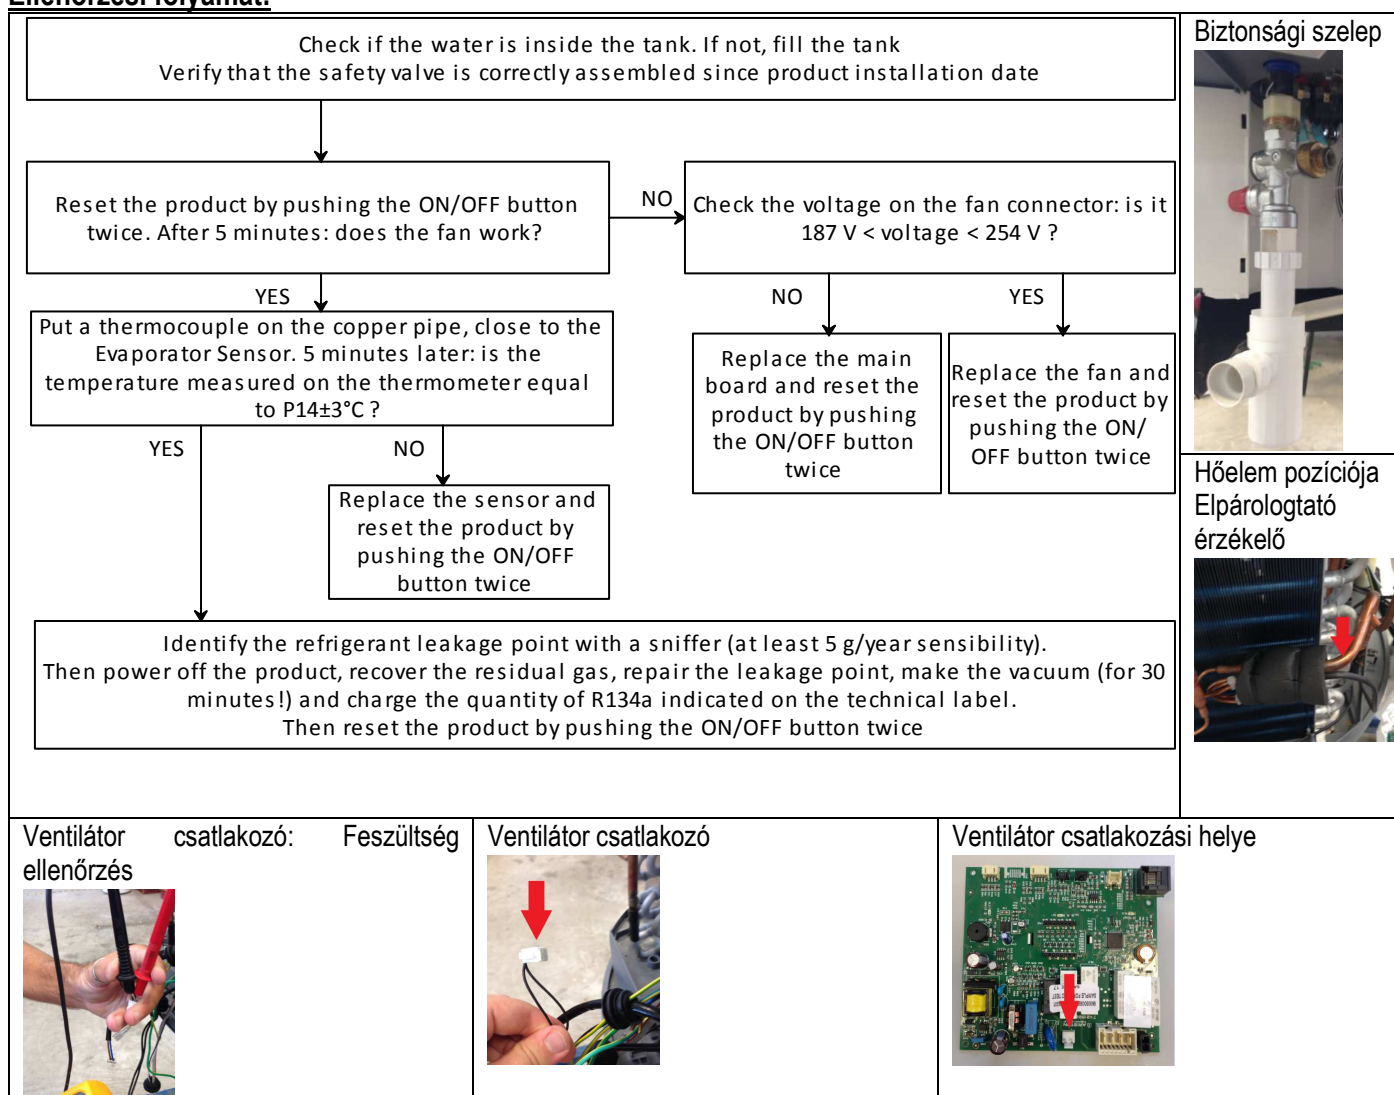 Ellenőrzési folyamat:
Check if the water is inside the tank. If not, fill the tank
Verify that the safety valve is correctly assembled since product installation date
Reset the product by pushing the ON/OFF button
twice. After 5 minutes: does the fan work?
NO
Check the voltage on the fan connector: is it
187 V < voltage < 254 V ?
YES
NO
YES
Put a thermocouple on the copper pipe, close to the
Evaporator Sensor. 5 minutes later: is the
temperature measured on the thermometer equal
to P14±3°C ?
Replace the main
board and reset the
product by pushing
the ON/OFF button
twice
Replace the fan and
reset the product by
pushing the ON/
OFF button twice
YES
NO
Replace the sensor and
reset the product by
pushing the ON/OFF
button twice
Identify the refrigerant leakage point with a sniffer (at least 5 g/year sensibility).
Then power off the product, recover the residual gas, repair the leakage point, make the vacuum (for 30
minutes!) and charge the quantity of R134a indicated on the technical label.
Then reset the product by pushing the ON/OFF button twice
Biztonsági szelep
Hőelem pozíciója
Elpárologtató
érzékelő
Ventilátor csatlakozó: Feszültség
ellenőrzés
Ventilátor csatlakozó
Ventilátor csatlakozási helye